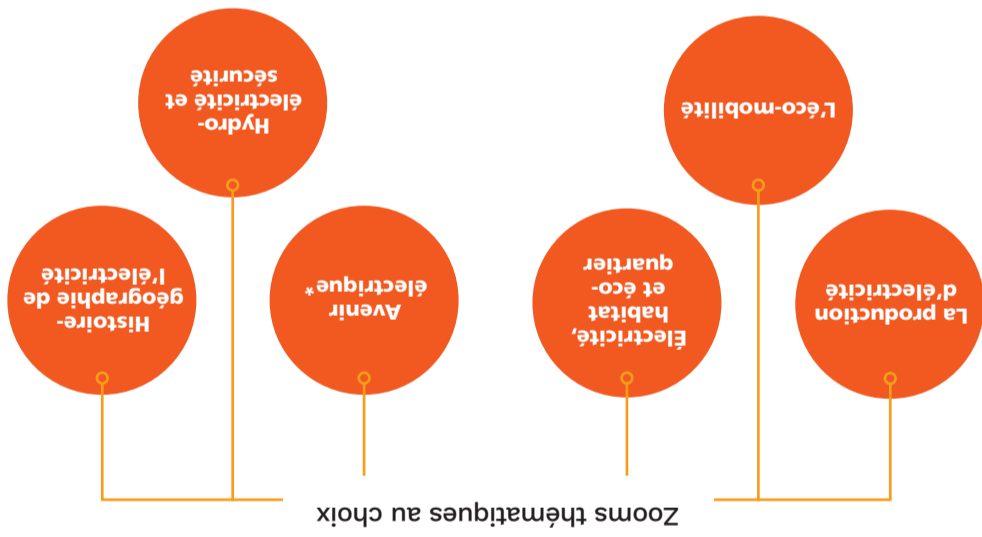 Zooms thématiques au choix
La production
d'électricité
Électricité,
habitat
et éco-
quartier
Avenir
électrique*
Histoire-
géographie de
l'électricité
L'éco-mobilité
Hydro-
électricité et
sécurité